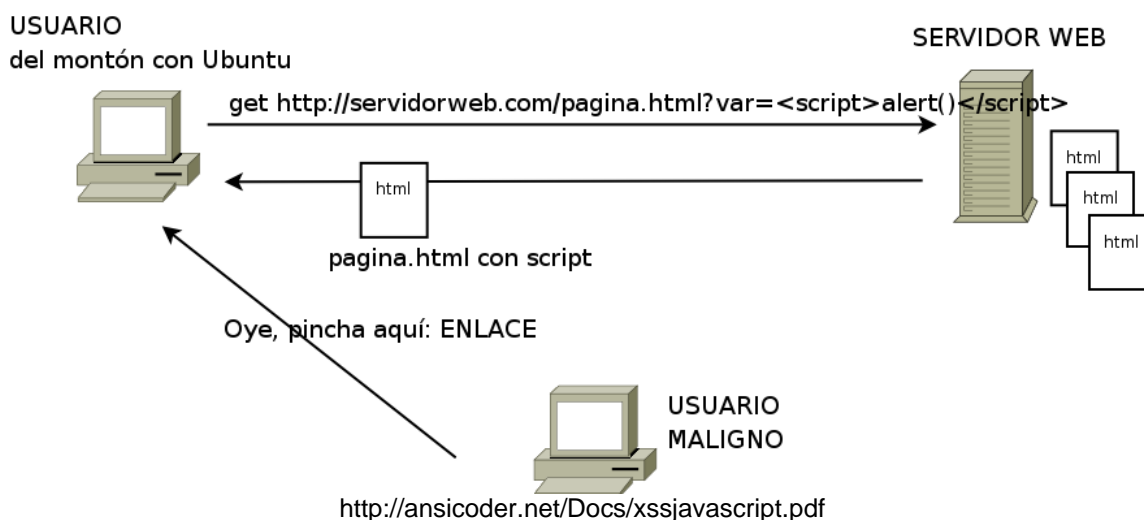 USUARIO
del montón con Ubuntu
SERVIDOR WEB
get http://servidorweb.com/pagina.html?var=<script>alert()</script>
html
html
html
html
pagina.html con script
Oye, pincha aquí: ENLACE
USUARIO
MALIGNO
http://ansicoder.net/Docs/xssjavascript.pdf